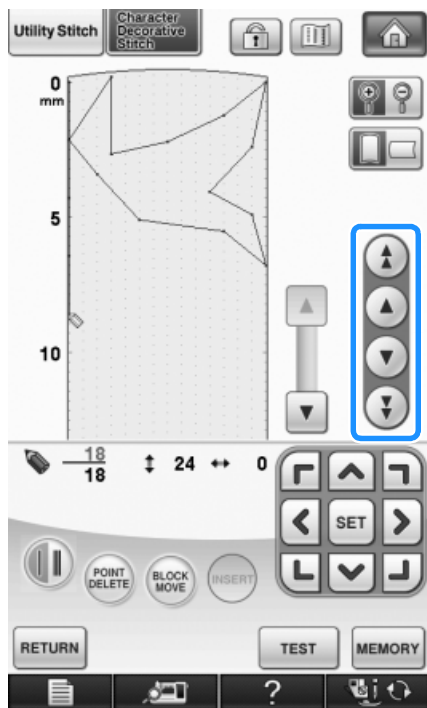 Utility Stitch
Character
Decorative
Stitch
0
mm
5
10
18
18
24
0
SET
POINT
DELETE
BLOCK
MOVE
INSERT
RETURN
TEST
MEMORY
?